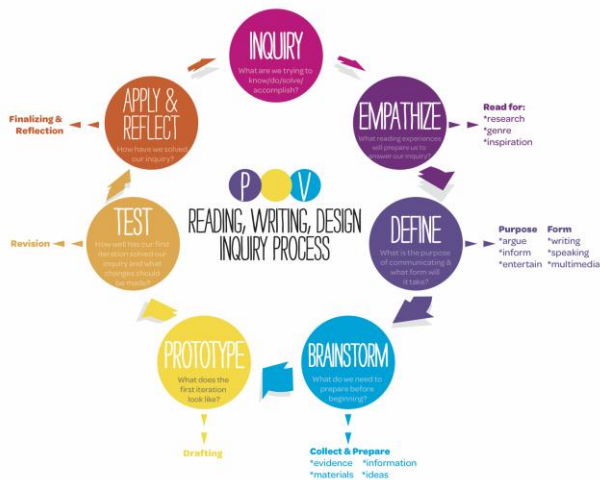 INQUIRY
What are we trying to
know/do/solve/
accomplish?
EMPATHIZE
What reading experiences
will prepare us to
answer our inquiry?
Read for:
*research
*genre
*inspiration
DEFINE
What is the purpose
of communicating &
what form will
it take?
Purpose Form
*argue *writing
*inform *speaking
*entertain *multimedia
BRAINSTORM
What do we need to
prepare before
beginning?
Collect & Prepare
*evidence *information
*materials *ideas
PROTOTYPE
What does the
first iteration
look like?
Drafting
TEST
How well has our first
iteration solved our
inquiry and what
changes should
be made?
Revision
APPLY &
REFLECT
How have we solved
our inquiry?
Finalizing &
Reflection
P V
READING, WRITING, DESIGN
INQUIRY PROCESS